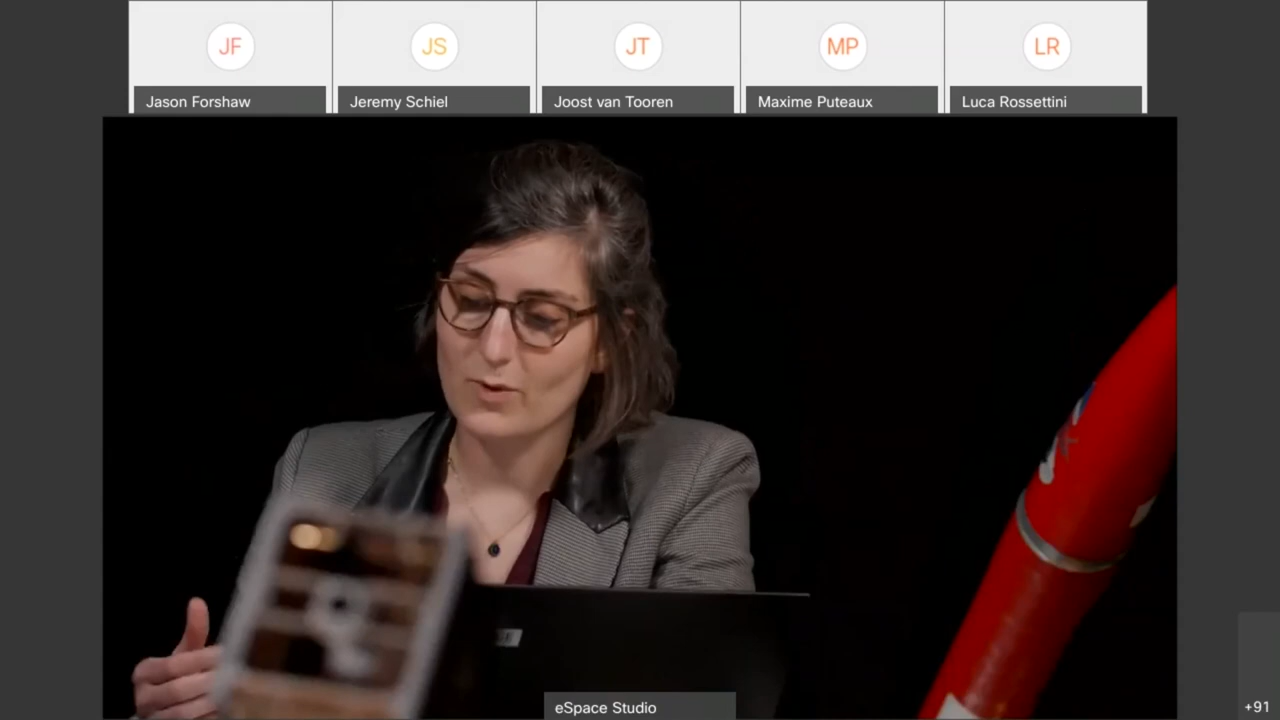 JF
JS
JT
MP
LR
Jason Forshaw
Jeremy Schiel
Joost van Tooren
Maxime Puteaux
Luca Rossettini
eSpace Studio
+91